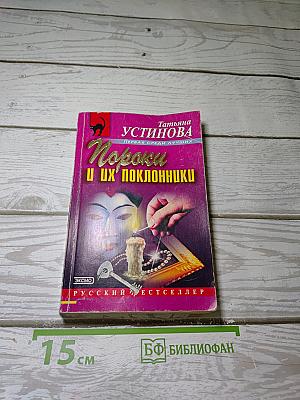 Татьяна
УСТИНОВА
Первая среди лучших
Пороки
и их поклонники
ЭКСМО
РУССКИЙ БЕСТСЕЛЛЕР
15 см
БФ БИБЛИОФАН